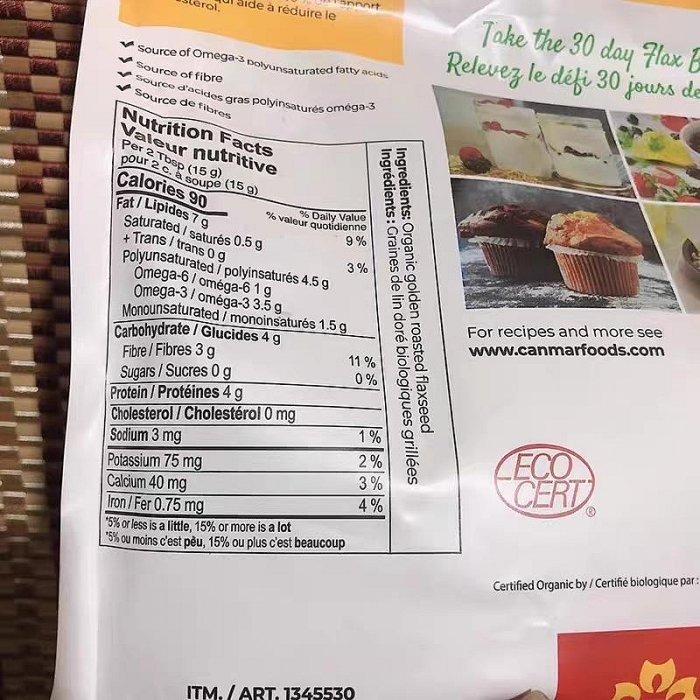 aide à réduire le
Source of Omega-3 polyunsaturated fatty acids
Source of fibre
Source d'acides gras polyinsaturés oméga-3
Source de fibres
Take the 30 day Flax
Relevez le défi 30 jours de
Nutrition Facts
Valeur nutritive
Per 2 Tbsp (15 g)
pour 2 c. à soupe (15 g)
Calories 90
% Daily Value
% valeur quotidienne
Fat / Lipides 7 g 9 %
Saturated / saturés 0.5 g
+ Trans / trans 0 g 3 %
Polyunsaturated / polyinsaturés 4.5 g
Omega-6 / oméga-6 1 g
Omega-3 / oméga-3 3.5 g
Monounsaturated / monoinsaturés 1.5 g
Carbohydrate / Glucides 4 g
Fibre / Fibres 3 g 11 %
Sugars / Sucres 0 g 0 %
Protein / Protéines 4 g
Cholesterol / Cholestérol 0 mg
Sodium 3 mg 1 %
Potassium 75 mg 2 %
Calcium 40 mg 3 %
Iron / Fer 0.75 mg 4 %
*5% or less is a little, 15% or more is a lot
*5% ou moins c'est peu, 15% ou plus c'est beaucoup
Ingredients: Organic golden roasted flaxseed
Ingrédients : Graines de lin doré biologiques grillées
For recipes and more see
www.canmarfoods.com
ECO
CERT
®
Certified Organic by / Certifié biologique par :
ITM. / ART. 1345530